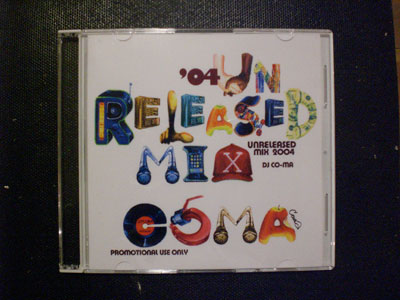 '04 UN
RELEASED
UNRELEASED
MIX 2004
MIX
DJ CO-MA
COMA
PROMOTIONAL USE ONLY